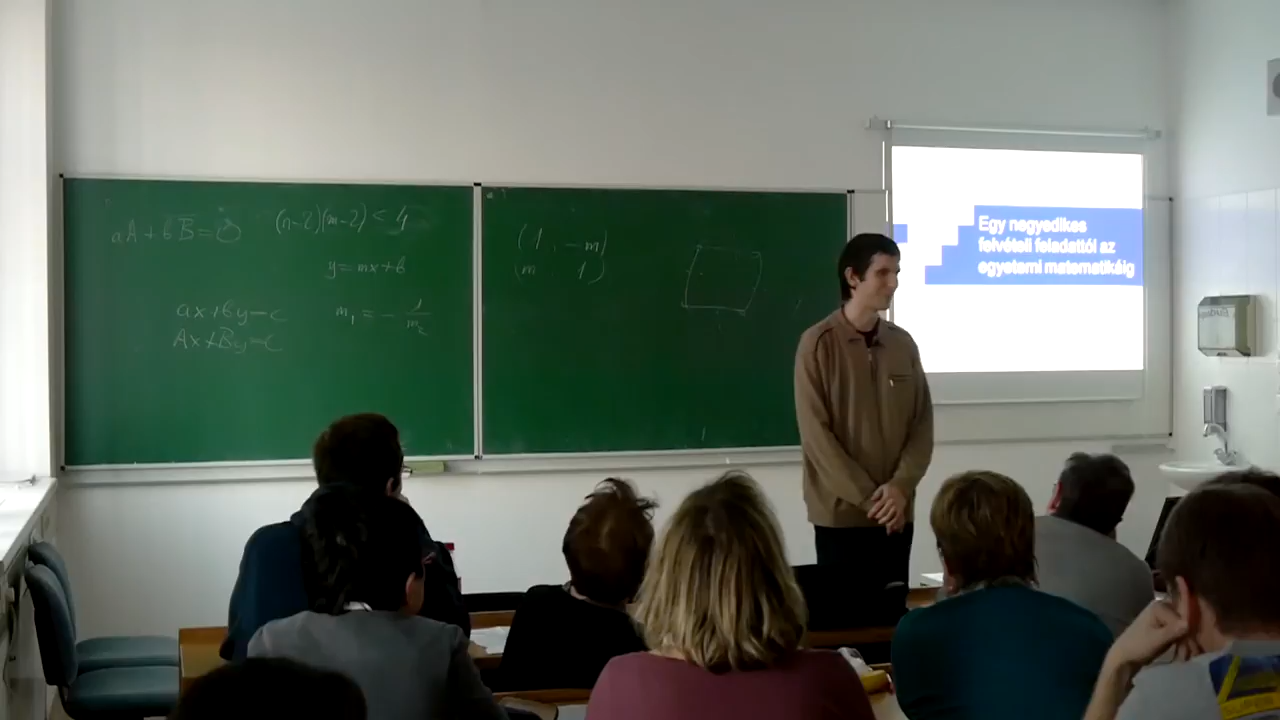 aA + bB = 0
(n-2)(m-2) < 4
y = mx + b
ax + by = c
Ax + By = C
m₁ = - 1/m₂
(1, -m)
(m 1)
Egy negyedikes
felvételi feladattól az
egyetemi matematikáig